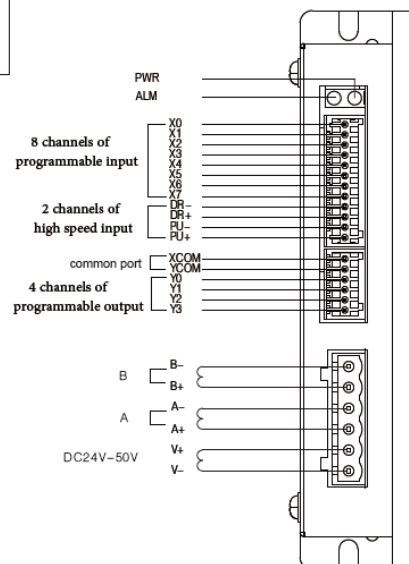 PWR
ALM
X0
X1
8 channels of
X2
X3
programmable input
X4
X5
X6
X7
2 channels of
DR−
DR+
high speed input
PU−
PU+
common port
XCOM
YCOM
4 channels of
Y0
Y1
programmable output
Y2
Y3
B
B−
B+
A
A−
A+
DC24V−50V
V+
V−